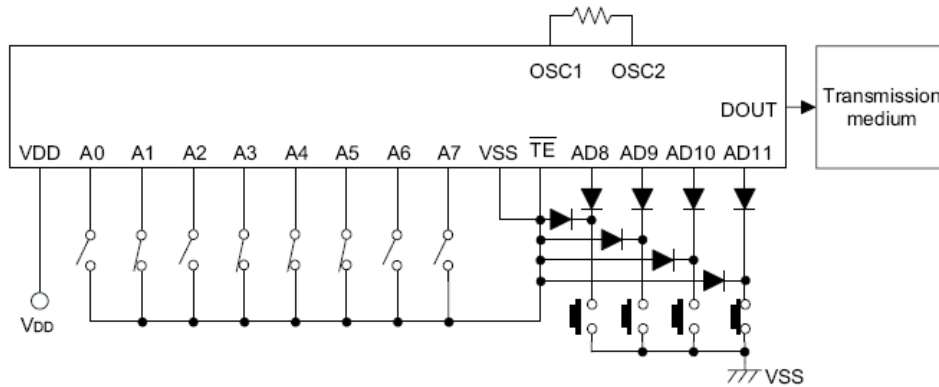 OSC1 OSC2
DOUT
Transmission
medium
VDD A0 A1 A2 A3 A4 A5 A6 A7 VSS TE AD8 AD9 AD10 AD11
VDD
VSS